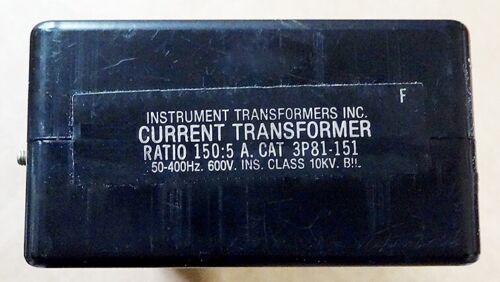 F
INSTRUMENT TRANSFORMERS INC.
CURRENT TRANSFORMER
RATIO 150:5 A. CAT 3P81-151
50-400Hz. 600V. INS. CLASS 10KV.